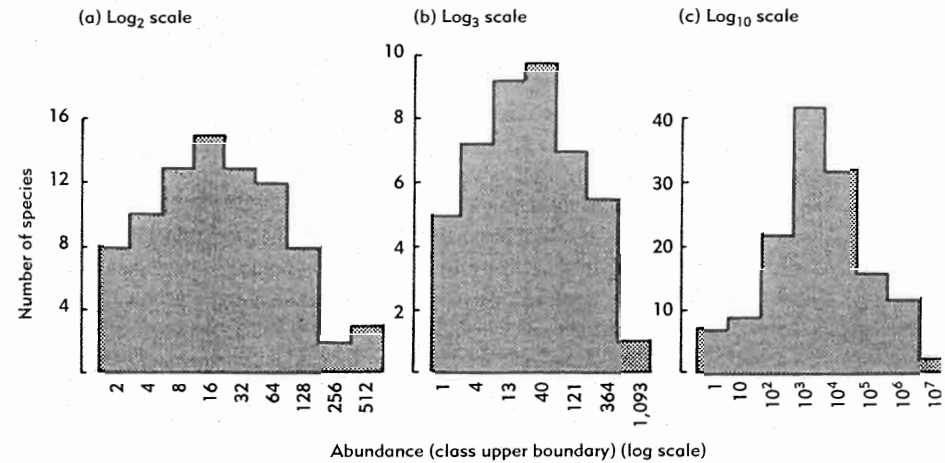 (a) Log₂ scale
(b) Log₃ scale
(c) Log₁₀ scale
Number of species
16
12
8
4
2 4 8 16 32 64 128 256 512
10
8
6
4
2
1 4 13 40 121 364 1,093
40
30
20
10
1 10 10² 10³ 10⁴ 10⁵ 10⁶ 10⁷
Abundance (class upper boundary) (log scale)